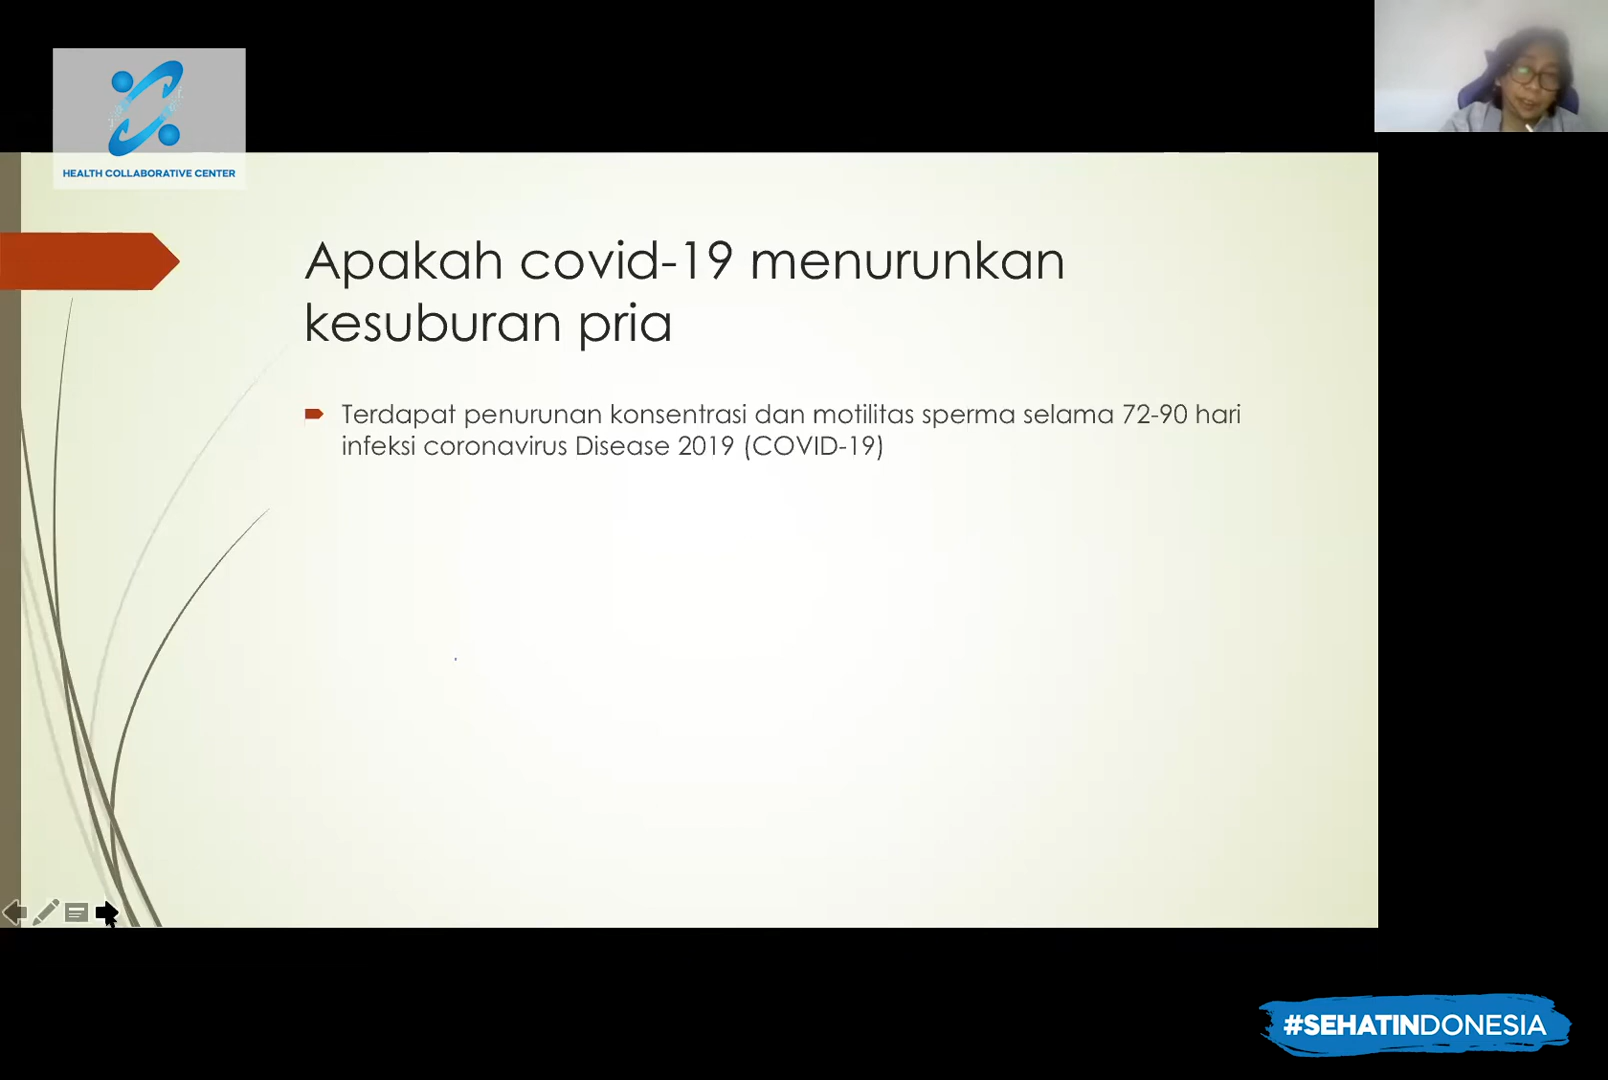 HEALTH COLLABORATIVE CENTER
Apakah covid-19 menurunkan
kesuburan pria
Terdapat penurunan konsentrasi dan motilitas sperma selama 72-90 hari
infeksi coronavirus Disease 2019 (COVID-19)
#SEHATINDONESIA